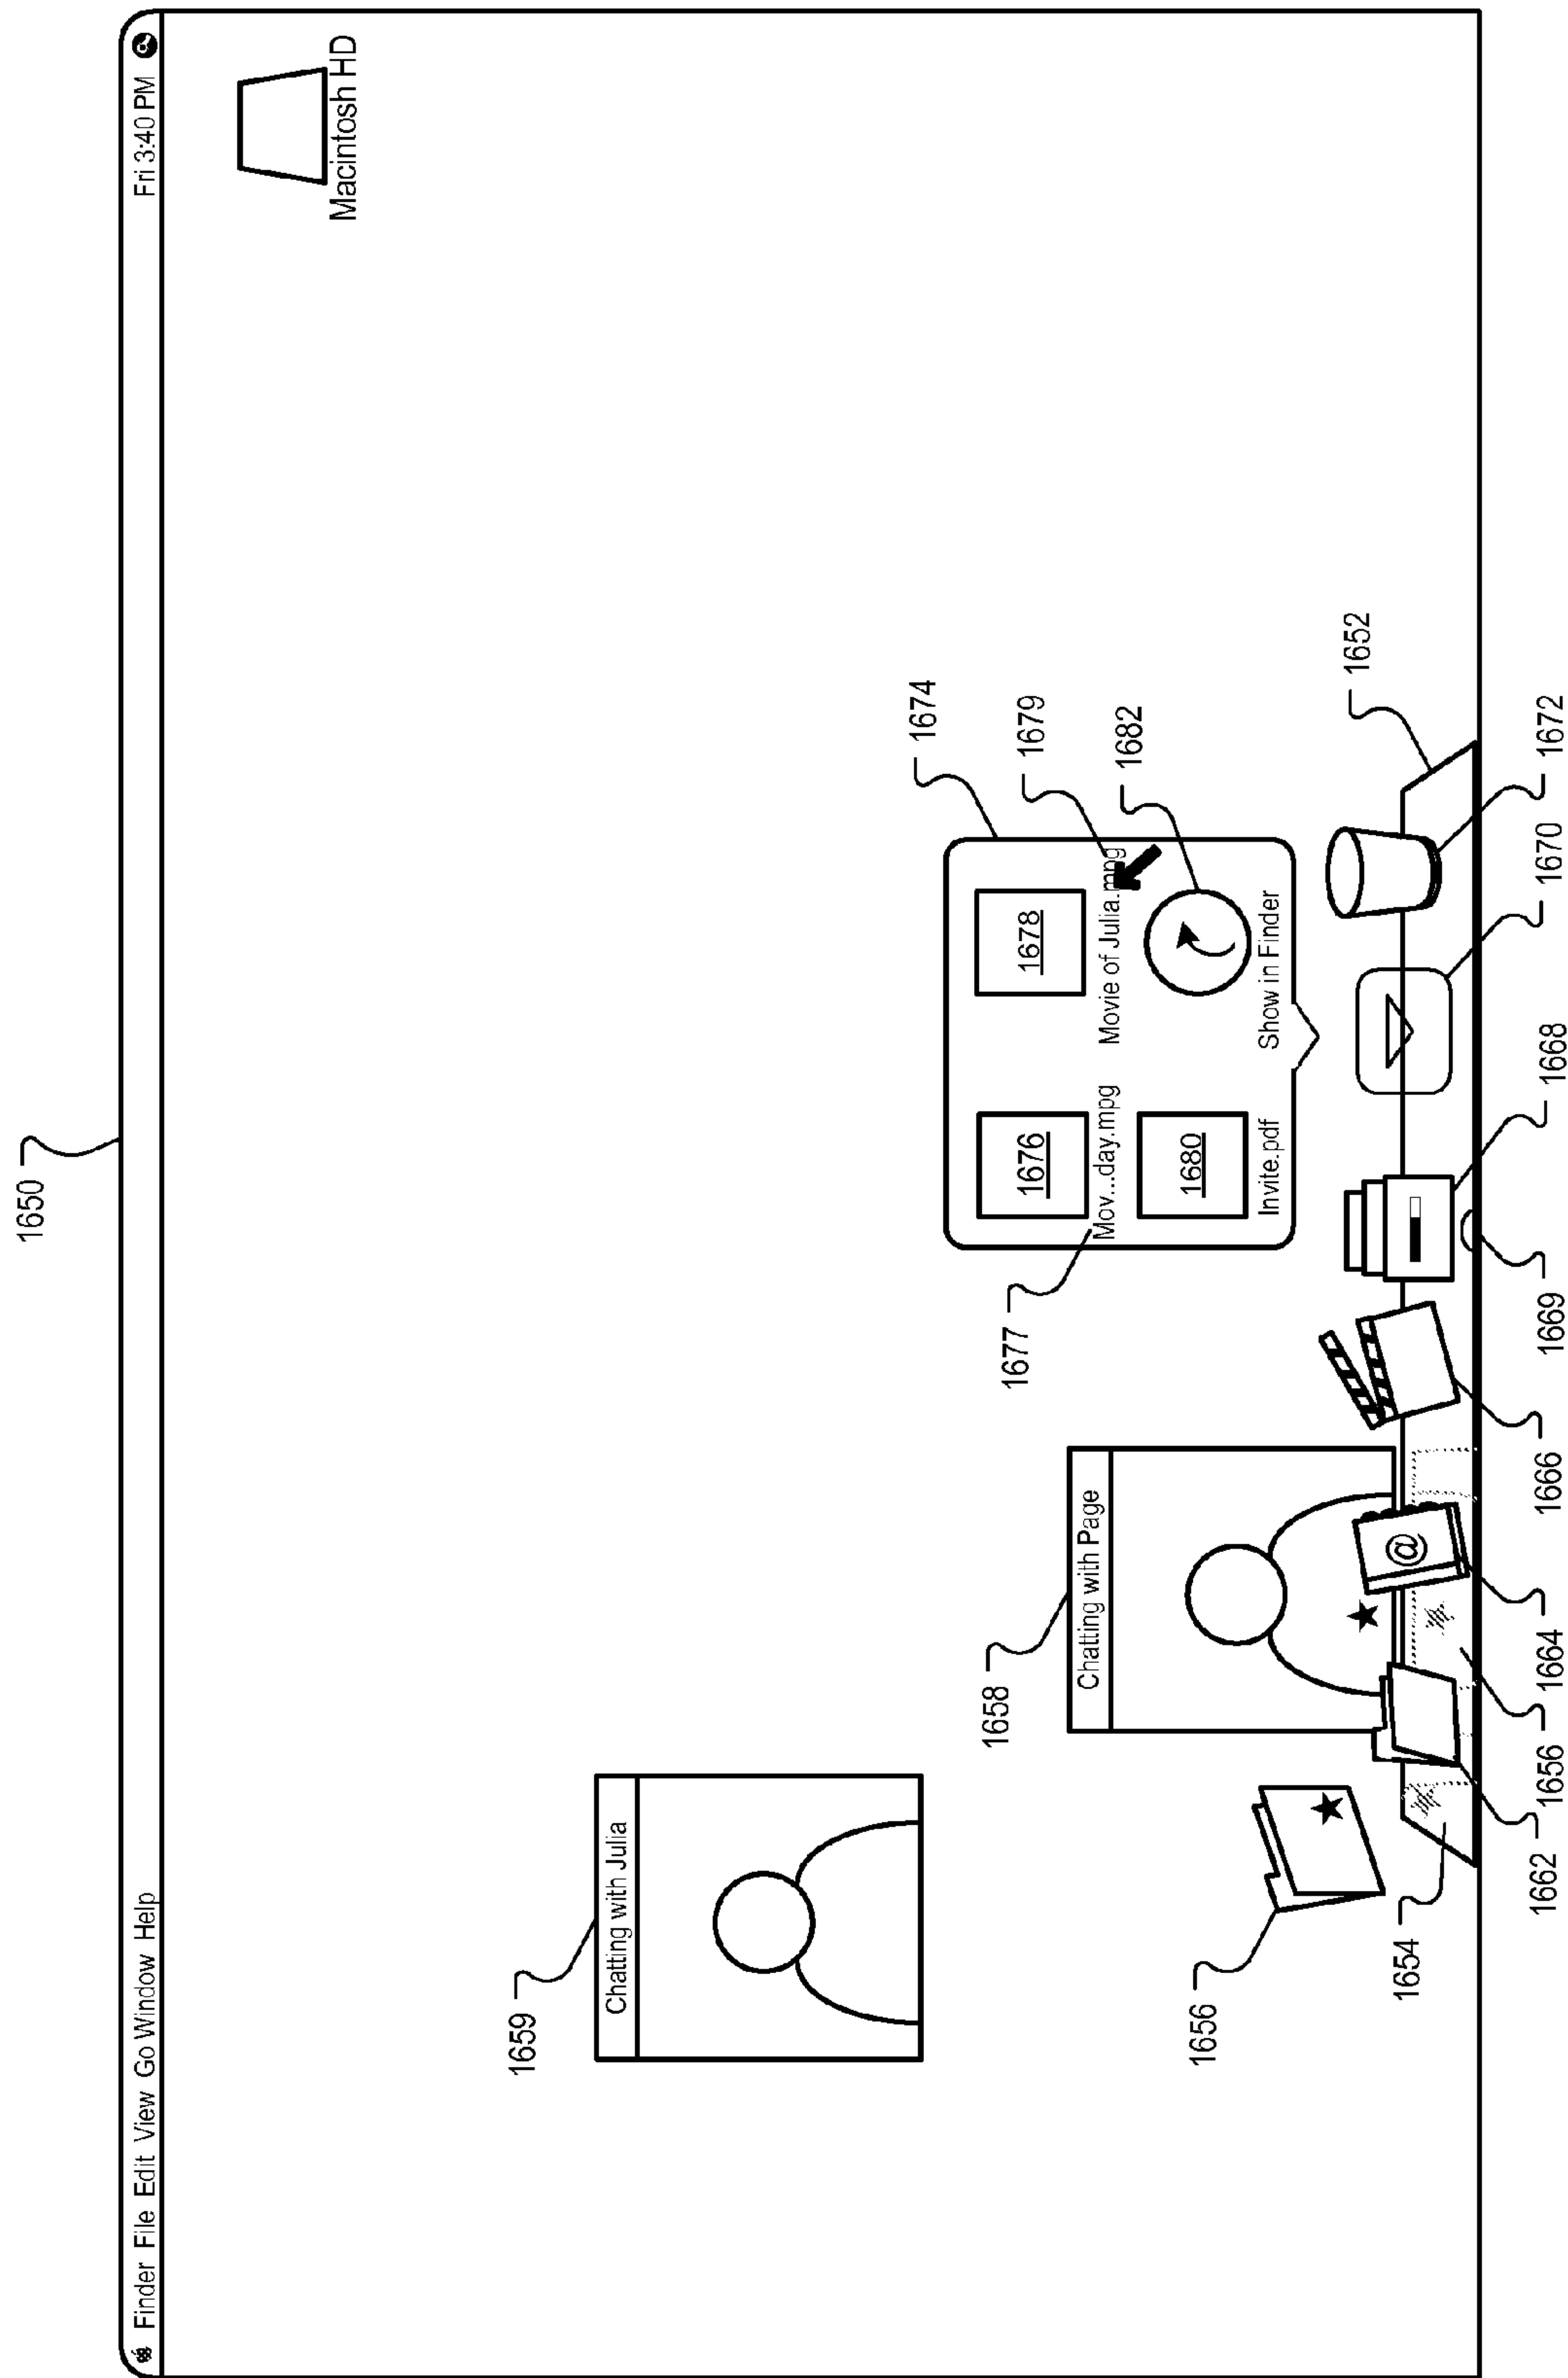 1650
Finder File Edit View Go Window Help
Fri 3:40 PM
Macintosh HD
1659
Chatting with Julia
1658
Chatting with Page
1656
1654
1674
1679
1682
1676
1678
1677
Mov...day.mpg
Movie of Julia.mpg
1680
Invite.pdf
Show in Finder
1652
@
1662
1656
1664
1666
1669
1668
1670
1672